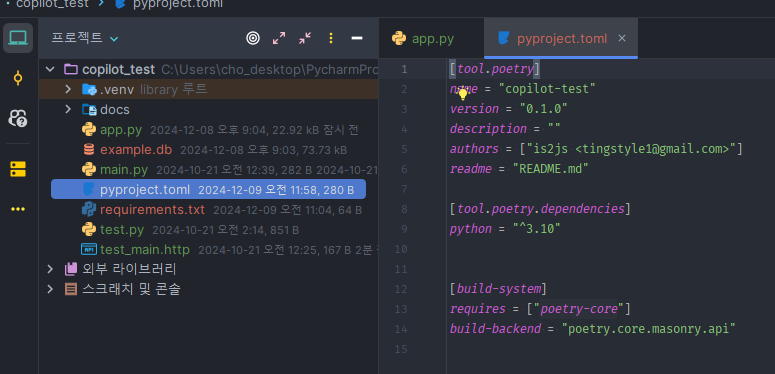 copilot_test > pyproject.toml
프로젝트
copilot_test C:\Users\cho_desktop\PycharmPro
.venv library 루트
docs
app.py 2024-12-08 오후 9:04, 22.92 kB 잠시 전
example.db 2024-12-08 오후 9:03, 73.73 kB
main.py 2024-10-21 오전 12:39, 282 B 2024-10-21
pyproject.toml 2024-12-09 오전 11:58, 280 B
requirements.txt 2024-12-09 오전 11:04, 64 B
test.py 2024-10-21 오전 2:14, 851 B
test_main.http 2024-10-21 오전 12:25, 167 B 2분
외부 라이브러리
스크래치 및 콘솔
app.py
pyproject.toml
1 [tool.poetry]
2 name = "copilot-test"
3 version = "0.1.0"
4 description = ""
5 authors = ["is2js <tingstyle1@gmail.com>"]
6 readme = "README.md"
7
8 [tool.poetry.dependencies]
9 python = "^3.10"
10
11
12 [build-system]
13 requires = ["poetry-core"]
14 build-backend = "poetry.core.masonry.api"
15